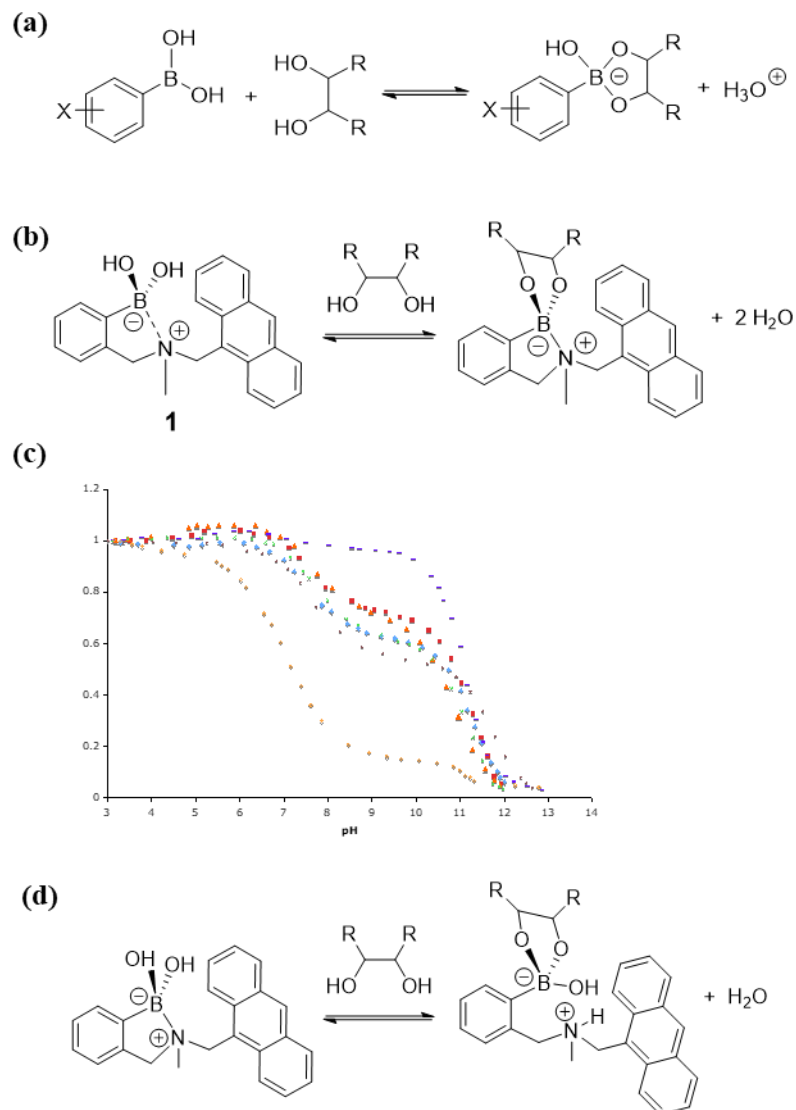 (a)
OH
B
OH
X
+
HO
R
HO
R
HO
O
R
B
⊖
O
R
X
+ H₃O⊕
(b)
HO
OH
B
⊖
⊕
N
1
R
R
HO
OH
R
R
O
O
B
⊖
⊕
N
+ 2 H₂O
(c)
1.2
1
0.8
0.6
0.4
0.2
0
3 4 5 6 7 8 9 10 11 12 13 14
pH
(d)
OH
OH
⊖
B
⊕
N
R
R
HO
OH
R
R
O
O
⊖
B
OH
⊕
N
H
+ H₂O